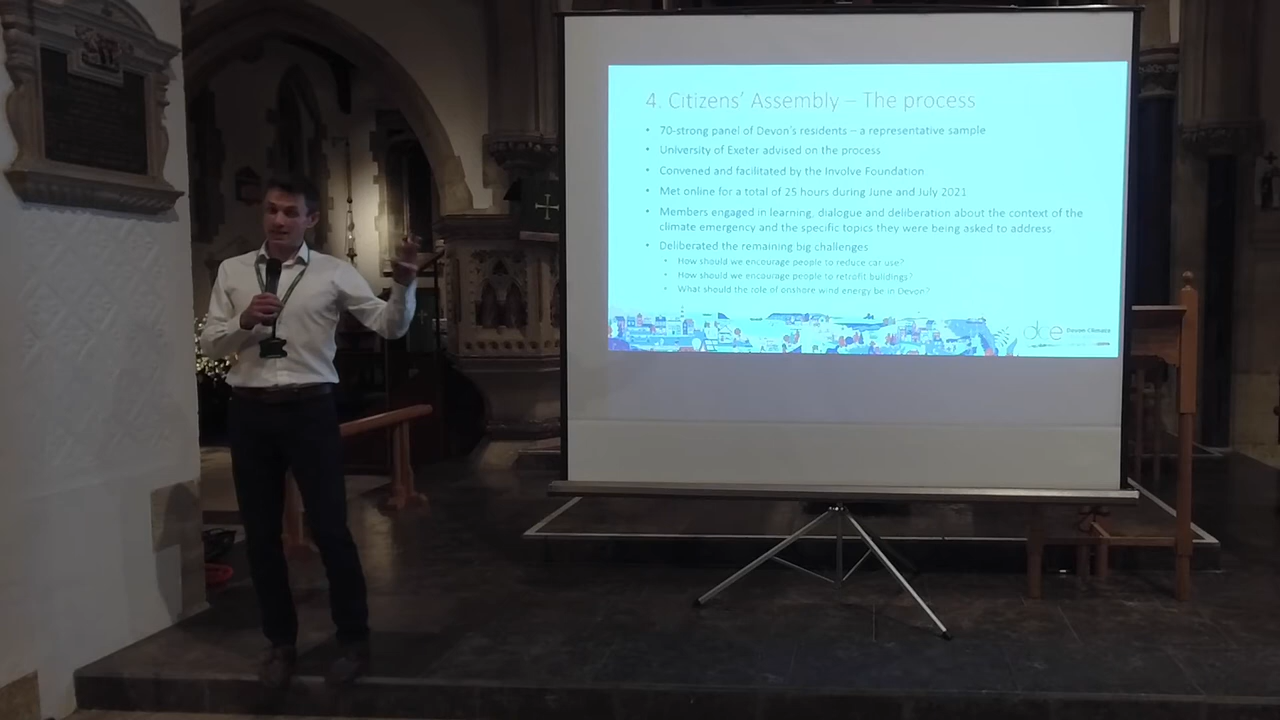 4. Citizens' Assembly – The process
• 70-strong panel of Devon's residents – a representative sample
• University of Exeter advised on the process
• Convened and facilitated by the Involve Foundation
• Met online for a total of 25 hours during June and July 2021
• Members engaged in learning, dialogue and deliberation about the context of the
climate emergency and the specific topics they were being asked to address.
• Deliberated the remaining big challenges
• How should we encourage people to reduce car use?
• How should we encourage people to retrofit buildings?
• What should the role of onshore wind energy be in Devon?
dce Devon Climate